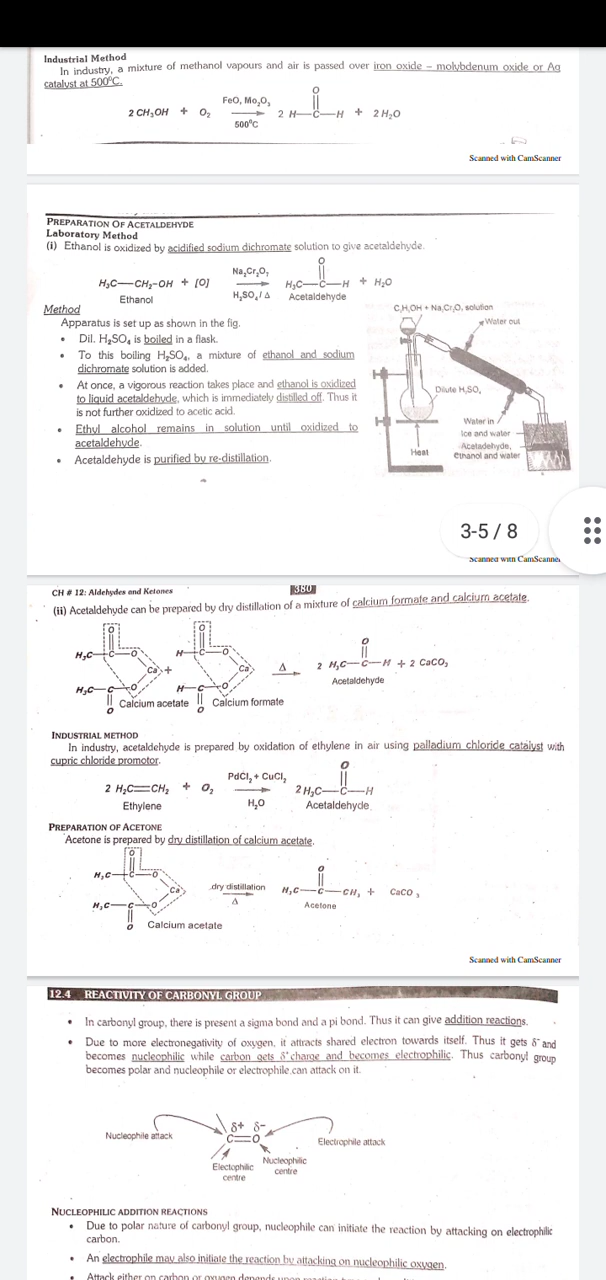 Industrial Method
In industry, a mixture of methanol vapours and air is passed over iron oxide – molybdenum oxide or Ag
catalyst at 500⁰C.
O
FeO, Mo₂O₃
2 CH₃OH + O₂ 2 H—C—H + 2 H₂O
500⁰C
Scanned with CamScanner
PREPARATION OF ACETALDEHYDE
Laboratory Method
(i) Ethanol is oxidized by acidified sodium dichromate solution to give acetaldehyde.
O
Na₂Cr₂O₇
H₃C—CH₂-OH + [O] H₃C—C—H + H₂O
H₂SO₄/ Δ
Ethanol Acetaldehyde
Method
Apparatus is set up as shown in the fig.
• Dil. H₂SO₄ is boiled in a flask.
• To this boiling H₂SO₄, a mixture of ethanol and sodium
dichromate solution is added.
• At once, a vigorous reaction takes place and ethanol is oxidized
to liquid acetaldehyde, which is immediately distilled off. Thus it
is not further oxidized to acetic acid.
• Ethyl alcohol remains in solution until oxidized to
acetaldehyde.
• Acetaldehyde is purified by re-distillation.
C₂H₅OH + Na₂Cr₂O₇ solution
Water out
Dilute H₂SO₄
Water in
Ice and water
Acetadehyde,
ethanol and water
Heat
3-5 / 8
Scanned with CamScanner
CH # 12: Aldehydes and Ketones 380
(ii) Acetaldehyde can be prepared by dry distillation of a mixture of calcium formate and calcium acetate.
O O
H₃C—C—O H—C—O O
Ca + Ca Δ 2 H₃C—C—H + 2 CaCO₃
H₃C—C—O H—C—O Acetaldehyde
O Calcium acetate O Calcium formate
INDUSTRIAL METHOD
In industry, acetaldehyde is prepared by oxidation of ethylene in air using palladium chloride catalyst with
cupric chloride promotor.
O
PdCl₂ + CuCl₂
2 H₂C=CH₂ + O₂ 2 H₃C—C—H
H₂O
Ethylene Acetaldehyde
PREPARATION OF ACETONE
Acetone is prepared by dry distillation of calcium acetate.
O
H₃C—C—O O
Ca dry distillation H₃C—C—CH₃ + CaCO₃
H₃C—C—O Δ Acetone
O Calcium acetate
Scanned with CamScanner
12.4 REACTIVITY OF CARBONYL GROUP
• In carbonyl group, there is present a sigma bond and a pi bond. Thus it can give addition reactions.
• Due to more electronegativity of oxygen, it attracts shared electron towards itself. Thus it gets δ⁻ and
becomes nucleophilic while carbon gets δ⁺ charge and becomes electrophilic. Thus carbonyl group
becomes polar and nucleophile or electrophile can attack on it.
δ+ δ-
Nucleophile attack C=O Electrophile attack
Electophilic
centre
Nucleophilic
centre
NUCLEOPHILIC ADDITION REACTIONS
• Due to polar nature of carbonyl group, nucleophile can initiate the reaction by attacking on electrophilic
carbon.
• An electrophile may also initiate the reaction by attacking on nucleophilic oxygen.
• Attack either on carbon or oxygen depends upon